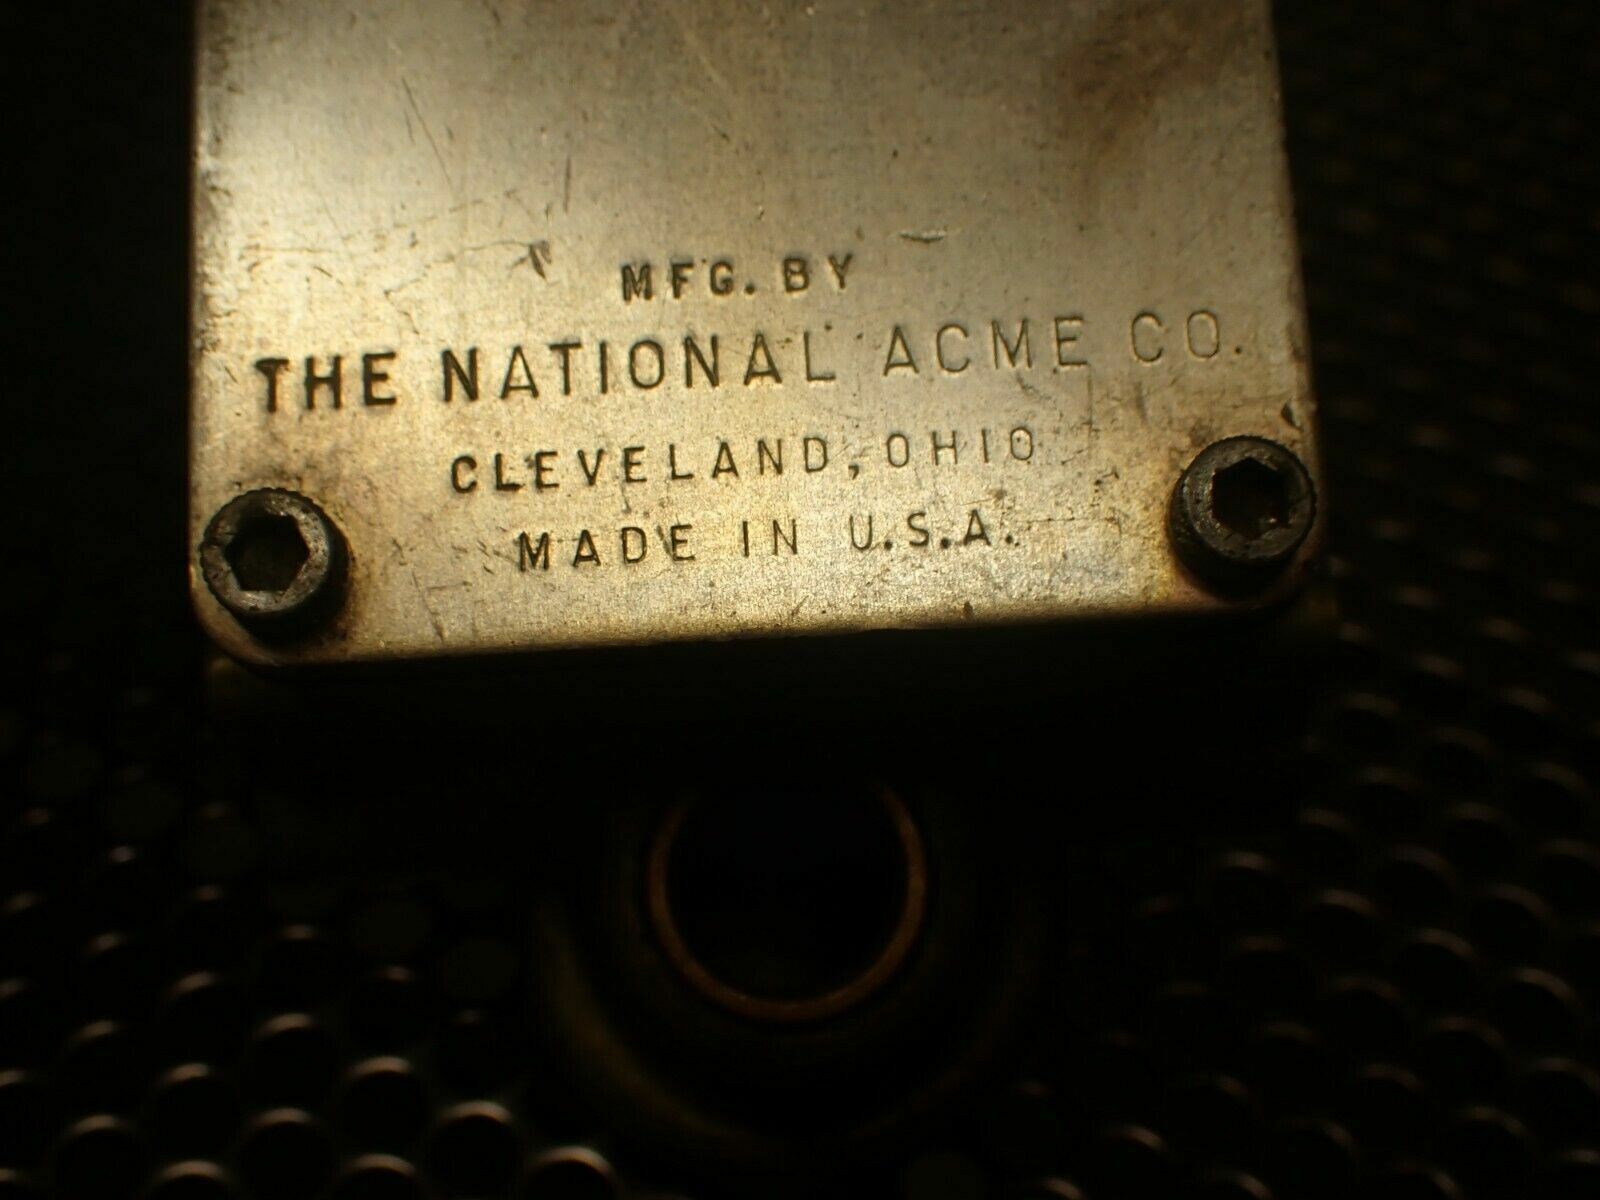 MFG. BY
THE NATIONAL ACME CO.
CLEVELAND, OHIO
MADE IN U.S.A.